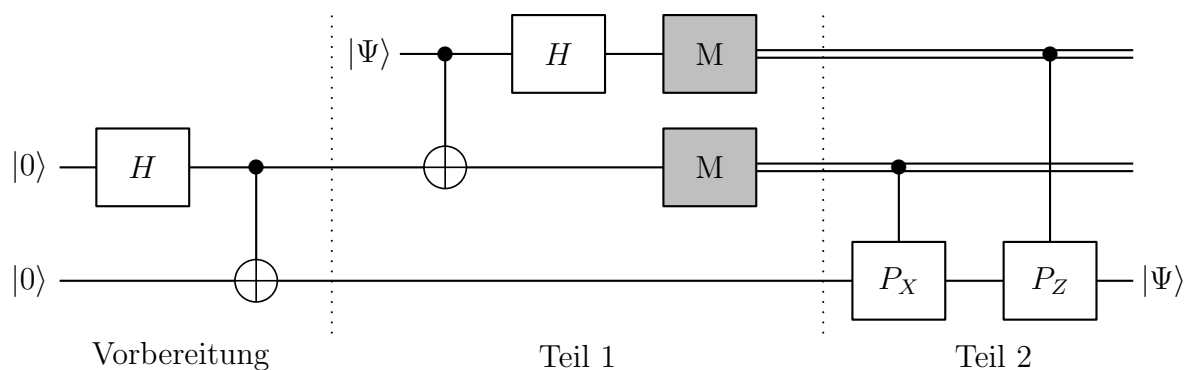 |Ψ⟩ H M
|0⟩ H M
|0⟩ P_X P_Z |Ψ⟩
Vorbereitung Teil 1 Teil 2